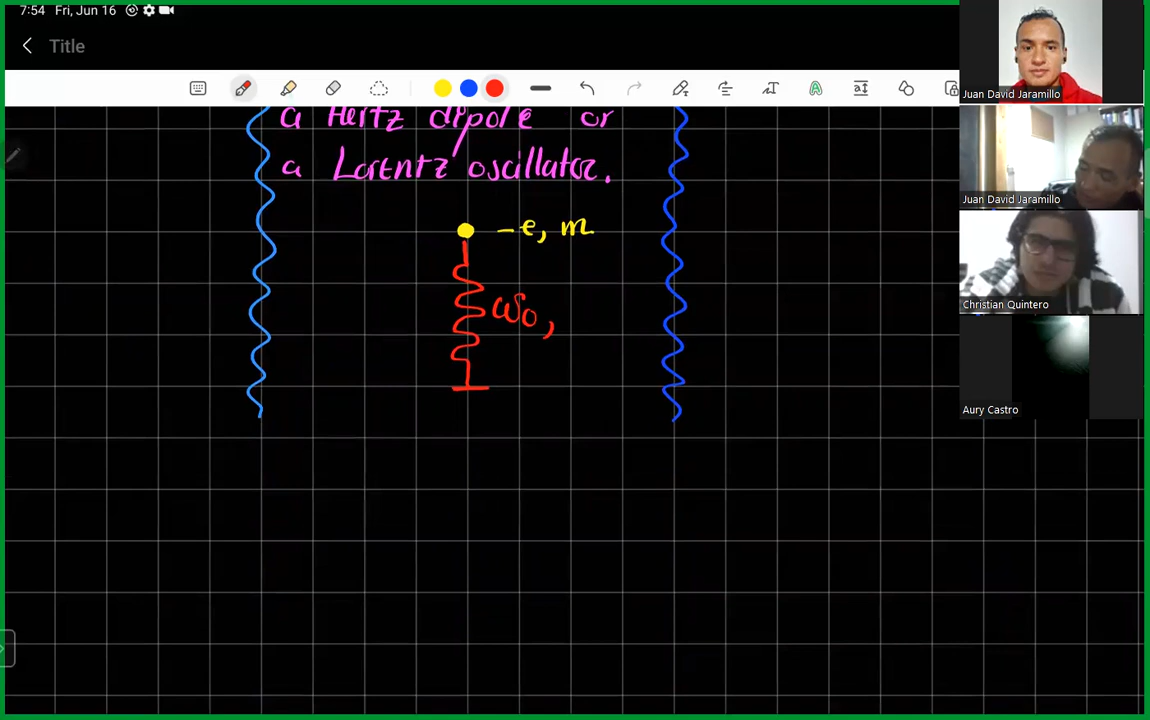 7:54 Fri, Jun 16
Title
a Hertz dipole or
a Lorentz oscillator.
-e, m
ω₀,
Juan David Jaramillo
Juan David Jaramillo
Christian Quintero
Aury Castro